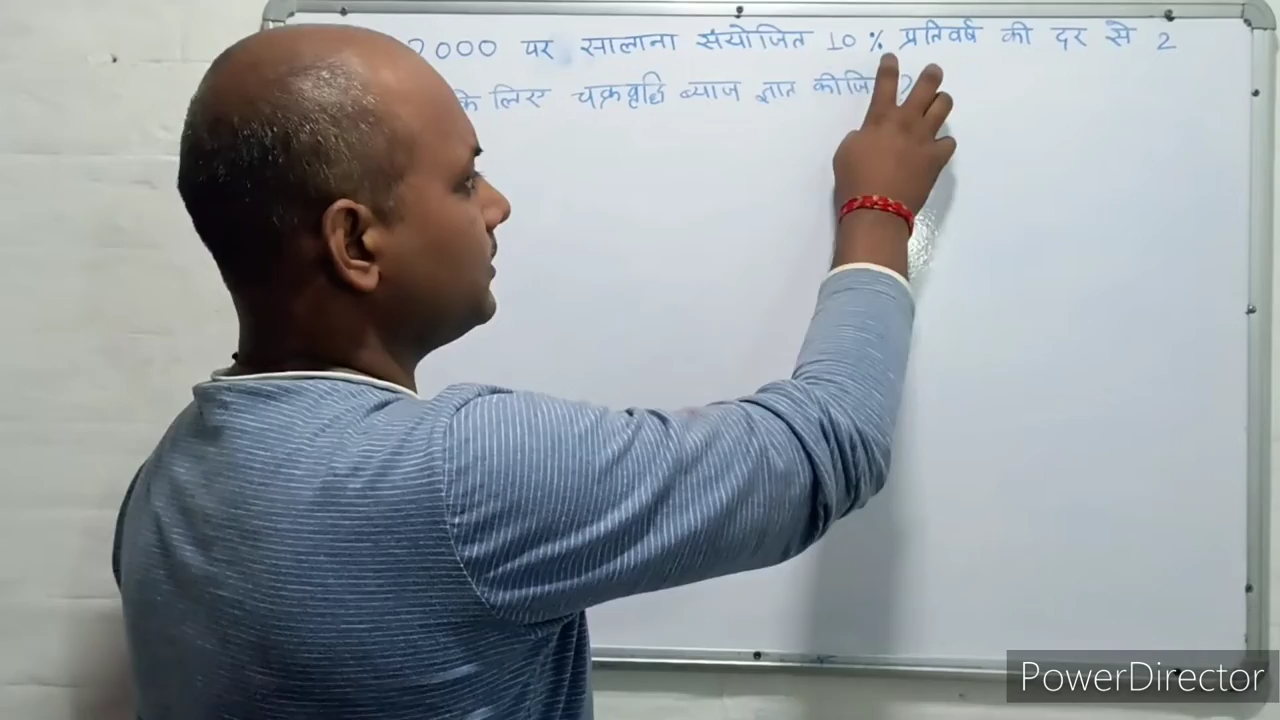 2000 पर सालाना संयोजित 10% प्रतिवर्ष की दर से 2
के लिए चक्रवृद्धि ब्याज ज्ञात
PowerDirector